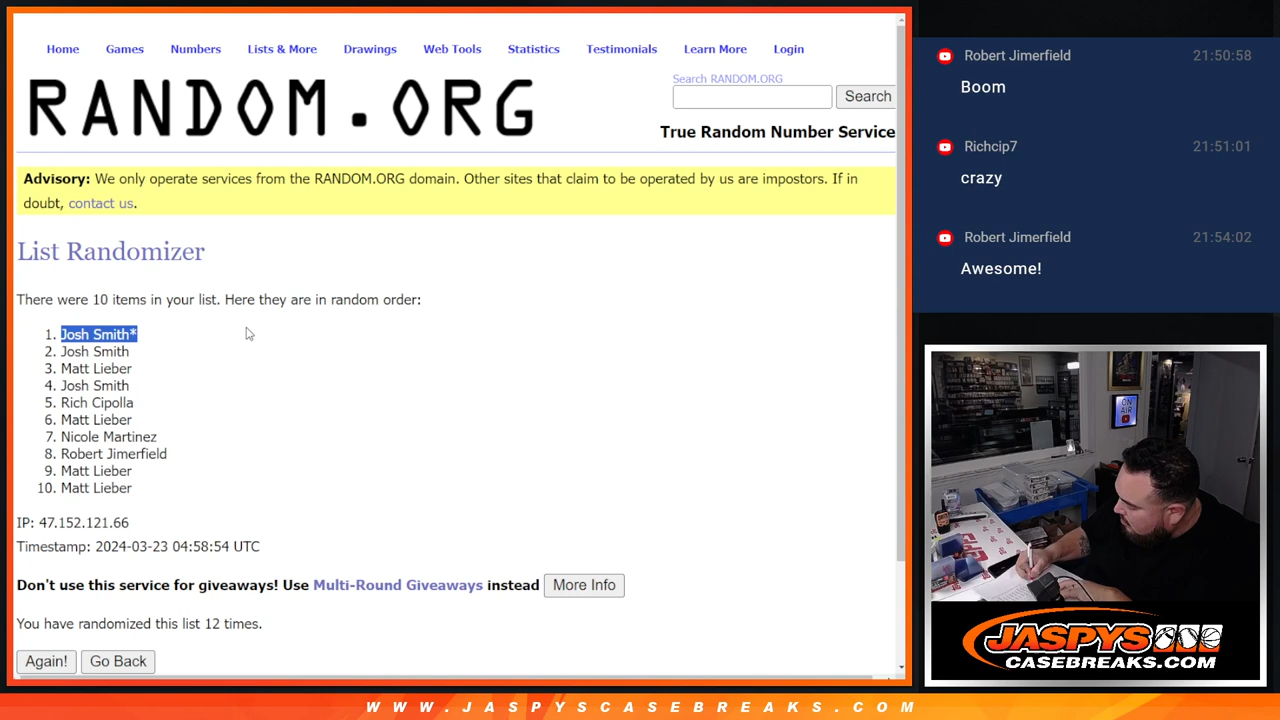 Home Games Numbers Lists & More Drawings Web Tools Statistics Testimonials Learn More Login
RANDOM.ORG
Search RANDOM.ORG
Search
True Random Number Service
Advisory: We only operate services from the RANDOM.ORG domain. Other sites that claim to be operated by us are impostors. If in
doubt, contact us.
List Randomizer
There were 10 items in your list. Here they are in random order:
1. Josh Smith*
2. Josh Smith
3. Matt Lieber
4. Josh Smith
5. Rich Cipolla
6. Matt Lieber
7. Nicole Martinez
8. Robert Jimerfield
9. Matt Lieber
10. Matt Lieber
IP: 47.152.121.66
Timestamp: 2024-03-23 04:58:54 UTC
Don't use this service for giveaways! Use Multi-Round Giveaways instead More Info
You have randomized this list 12 times.
Again! Go Back
Robert Jimerfield 21:50:58
Boom
Richcip7 21:51:01
crazy
Robert Jimerfield 21:54:02
Awesome!
ON
AIR
JASPYS
CASEBREAKS.COM
WWW.JASPYSCASEBREAKS.COM